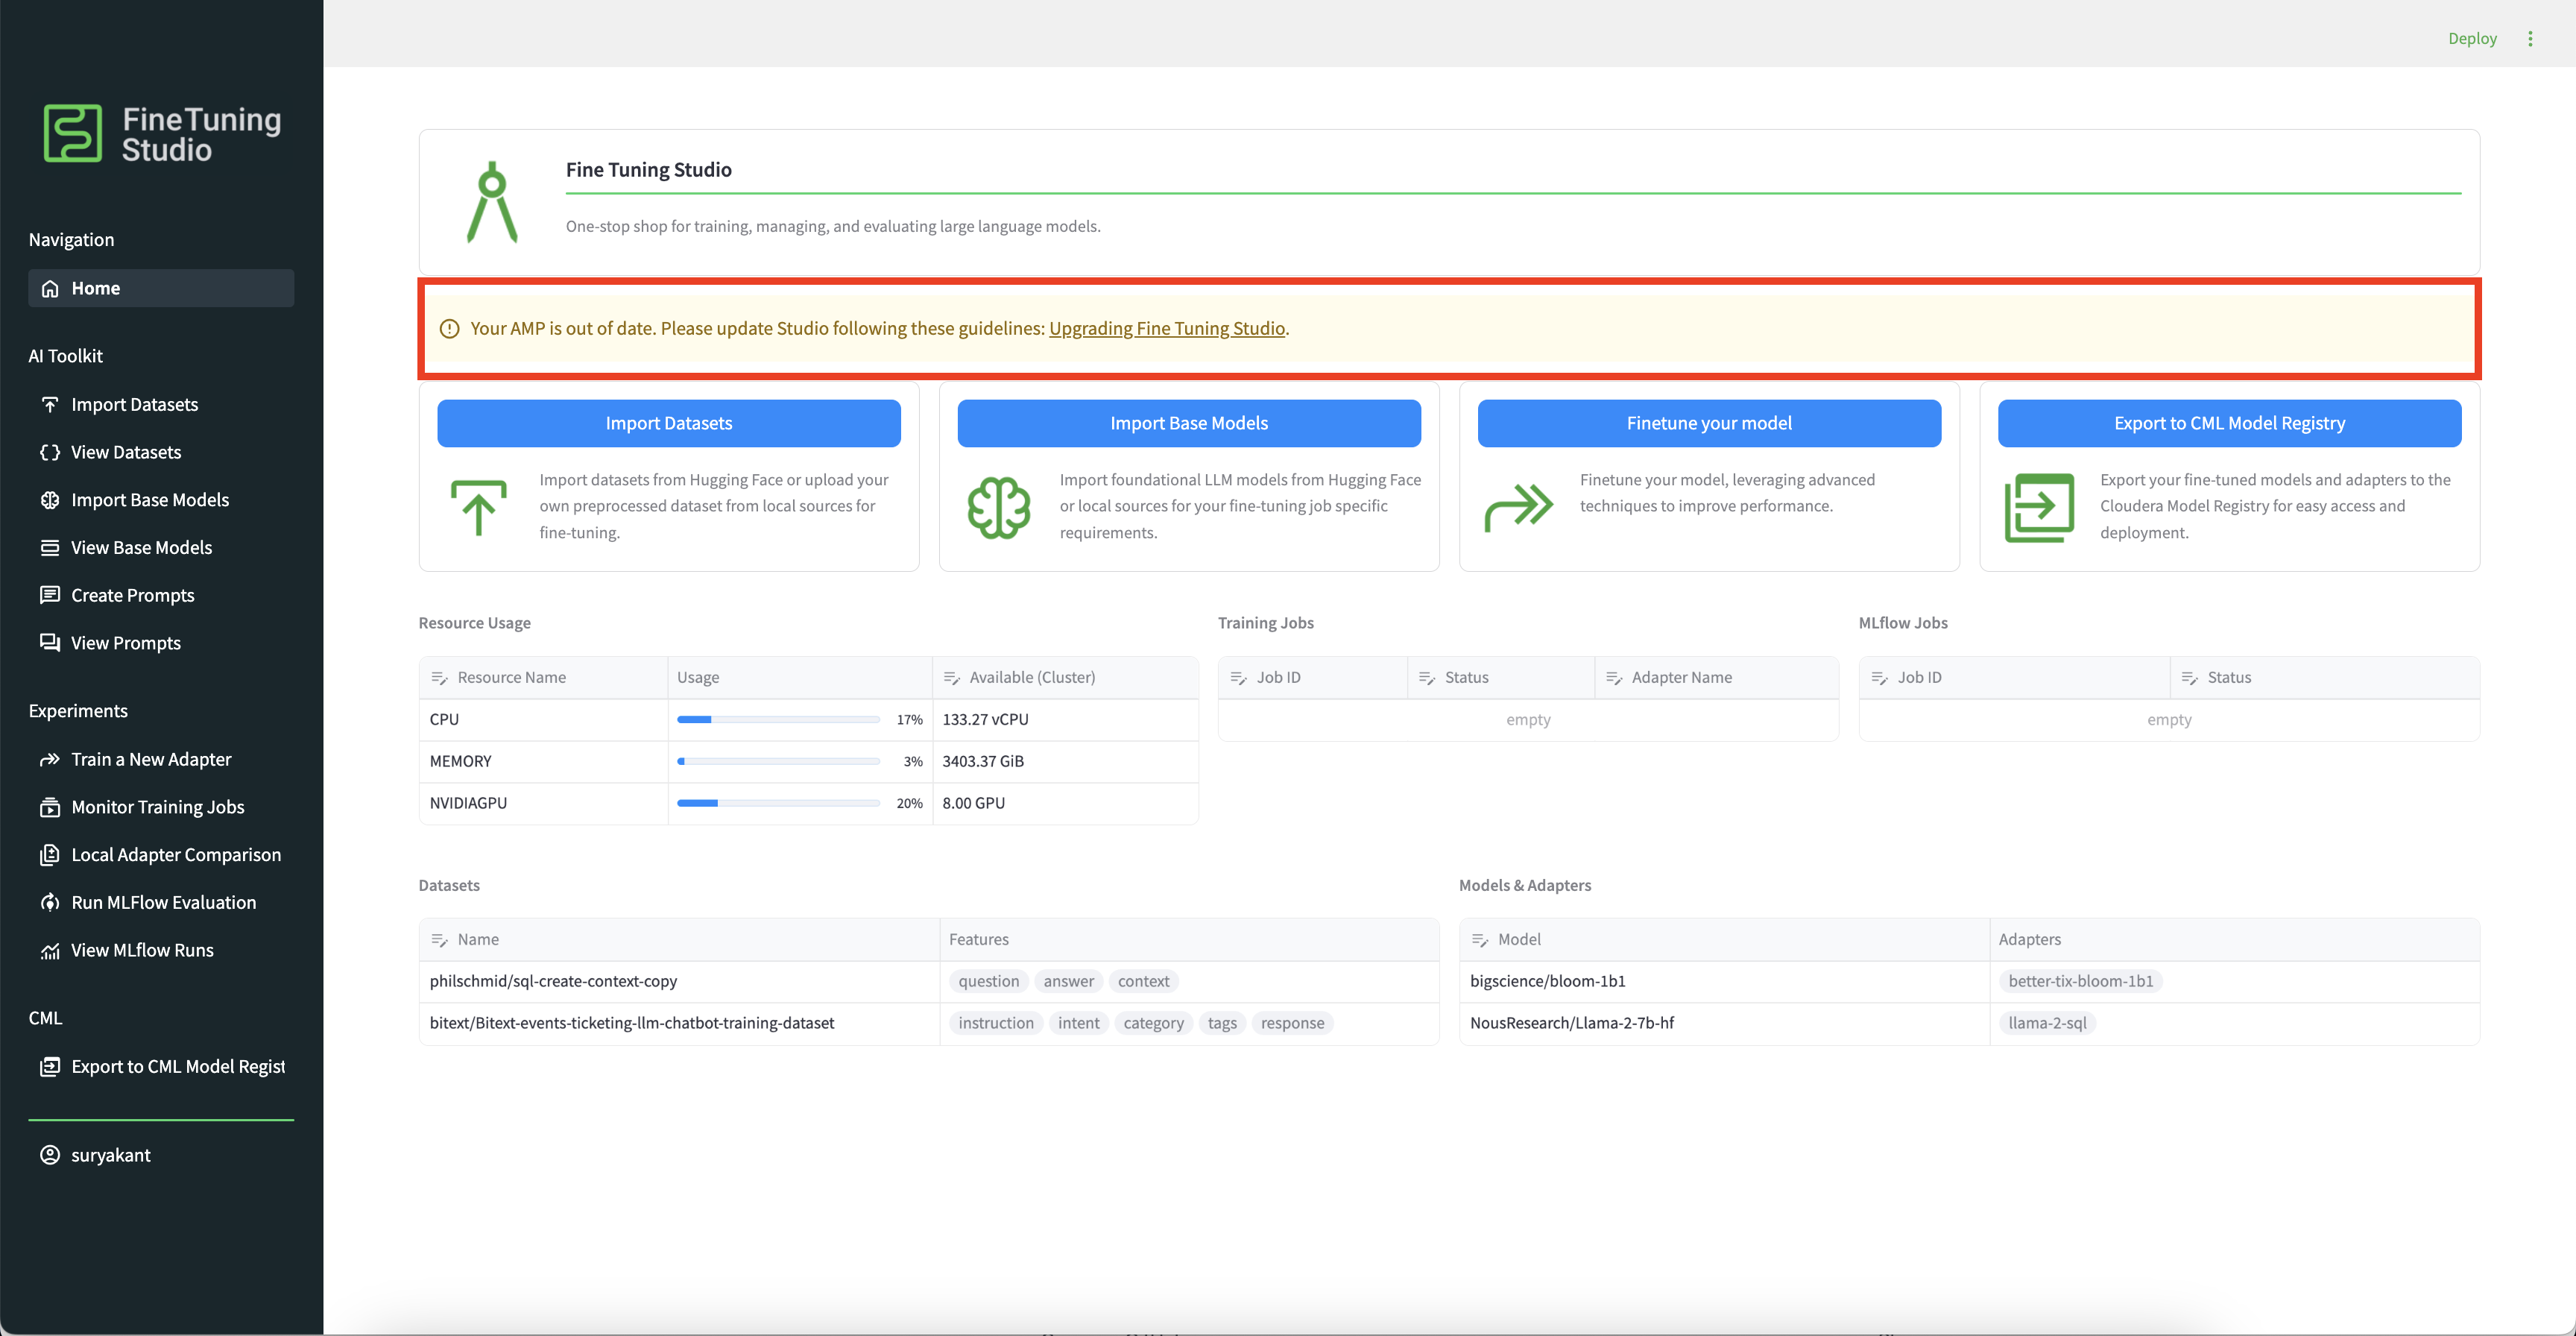 FineTuning
Studio
Navigation
Home
AI Toolkit
Import Datasets
View Datasets
Import Base Models
View Base Models
Create Prompts
View Prompts
Experiments
Train a New Adapter
Monitor Training Jobs
Local Adapter Comparison
Run MLFlow Evaluation
View MLflow Runs
CML
Export to CML Model Regist
suryakant
Deploy
Fine Tuning Studio
One-stop shop for training, managing, and evaluating large language models.
Your AMP is out of date. Please update Studio following these guidelines: Upgrading Fine Tuning Studio.
Import Datasets
Import datasets from Hugging Face or upload your
own preprocessed dataset from local sources for
fine-tuning.
Import Base Models
Import foundational LLM models from Hugging Face
or local sources for your fine-tuning job specific
requirements.
Finetune your model
Finetune your model, leveraging advanced
techniques to improve performance.
Export to CML Model Registry
Export your fine-tuned models and adapters to the
Cloudera Model Registry for easy access and
deployment.
Resource Usage
Resource Name Usage Available (Cluster)
CPU 17% 133.27 vCPU
MEMORY 3% 3403.37 GiB
NVIDIAGPU 20% 8.00 GPU
Training Jobs
Job ID Status Adapter Name
empty
MLflow Jobs
Job ID Status
empty
Datasets
Name Features
philschmid/sql-create-context-copy question answer context
bitext/Bitext-events-ticketing-llm-chatbot-training-dataset instruction intent category tags response
Models & Adapters
Model Adapters
bigscience/bloom-1b1 better-tix-bloom-1b1
NousResearch/Llama-2-7b-hf llama-2-sql